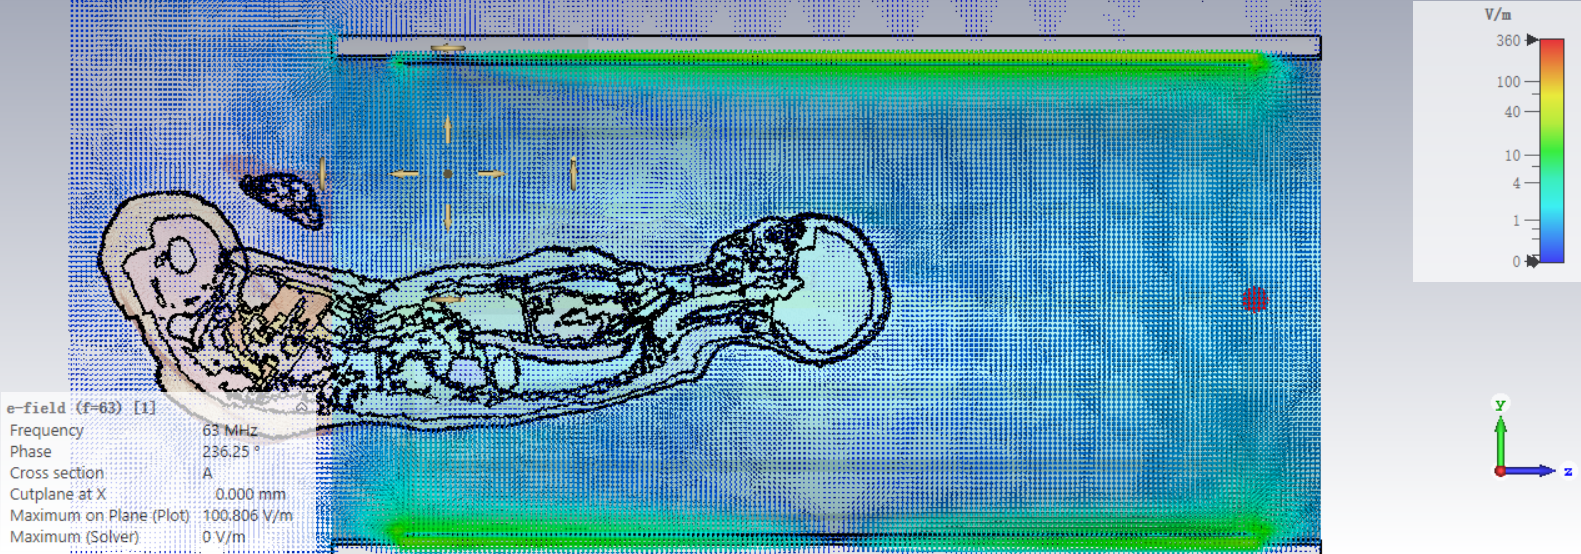 V/m
360
100
40
10
4
1
0
e-field (f=63) [1]
Frequency 63 MHz
Phase 236.25 °
Cross section A
Cutplane at X 0.000 mm
Maximum on Plane (Plot) 100.806 V/m
Maximum (Solver) 0 V/m
y
z